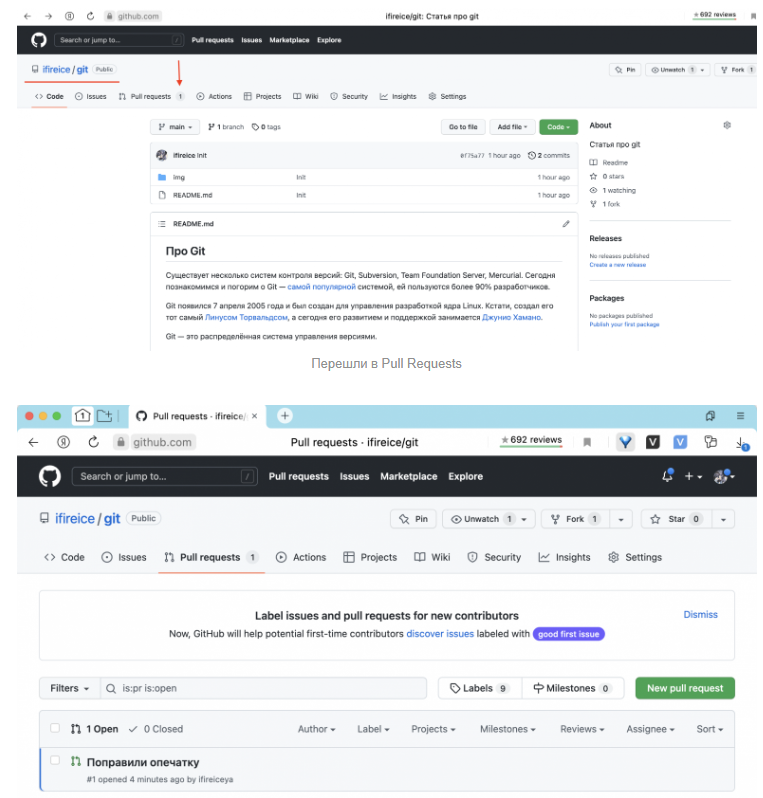 github.com
ifireice/git: Статья про git
★ 692 reviews
Search or jump to... /
Pull requests Issues Marketplace Explore
ifireice / git Public
Pin Unwatch 1 Fork 1
Code Issues Pull requests 1 Actions Projects Wiki Security Insights Settings
main 1 branch 0 tags Go to file Add file Code
About
Статья про git
ifireice Init 8f75a77 1 hour ago 2 commits
Readme
img Init 1 hour ago
0 stars
README.md Init 1 hour ago
1 watching
1 fork
README.md
Releases
No releases published
Create a new release
Packages
No packages published
Publish your first package
Про Git
Существует несколько систем контроля версий: Git, Subversion, Team Foundation Server, Mercurial. Сегодня
познакомимся и погорим о Git — самой популярной системой, ей пользуются более 90% разработчиков.
Git появился 7 апреля 2005 года и был создан для управления разработкой ядра Linux. Кстати, создал его
тот самый Линусом Торвальдсом, а сегодня его развитием и поддержкой занимается Джунио Хамано.
Git — это распределённая система управления версиями.
Перешли в Pull Requests
1 Pull requests · ifireice/ × +
github.com Pull requests · ifireice/git ★ 692 reviews
Search or jump to... / Pull requests Issues Marketplace Explore
ifireice / git Public Pin Unwatch 1 Fork 1 Star 0
Code Issues Pull requests 1 Actions Projects Wiki Security Insights Settings
Label issues and pull requests for new contributors Dismiss
Now, GitHub will help potential first-time contributors discover issues labeled with good first issue
Filters is:pr is:open Labels 9 Milestones 0 New pull request
1 Open 0 Closed Author Label Projects Milestones Reviews Assignee Sort
Поправили опечатку
#1 opened 4 minutes ago by ifireiceya